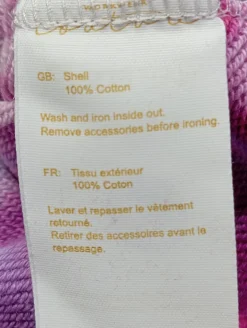 couture
GB: Shell
100% Cotton
Wash and iron inside out.
Remove accessories before ironing.
FR: Tissu extérieur
100% Coton
Laver et repasser le vêtement
retourné.
Retirer des accessoires avant le
repassage.